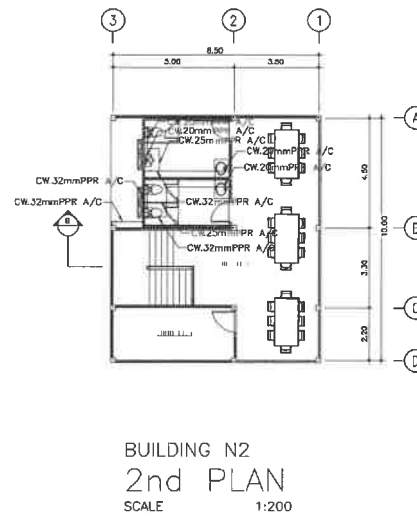 3
2
1
8.50
5.00
3.50
A
CW.20mmPPR A/C
CW.25mmPPR A/C
CW.20mmPPR A/C
CW.20mmPPR A/C
4.50
CW.32mmPPR A/C
CW.32mmPPR A/C
CW.32mmPPR A/C
B
B
CW.25mmPPR A/C
CW.32mmPPR A/C
10.00
3.30
C
2.20
D
BUILDING N2
2nd PLAN
SCALE 1:200